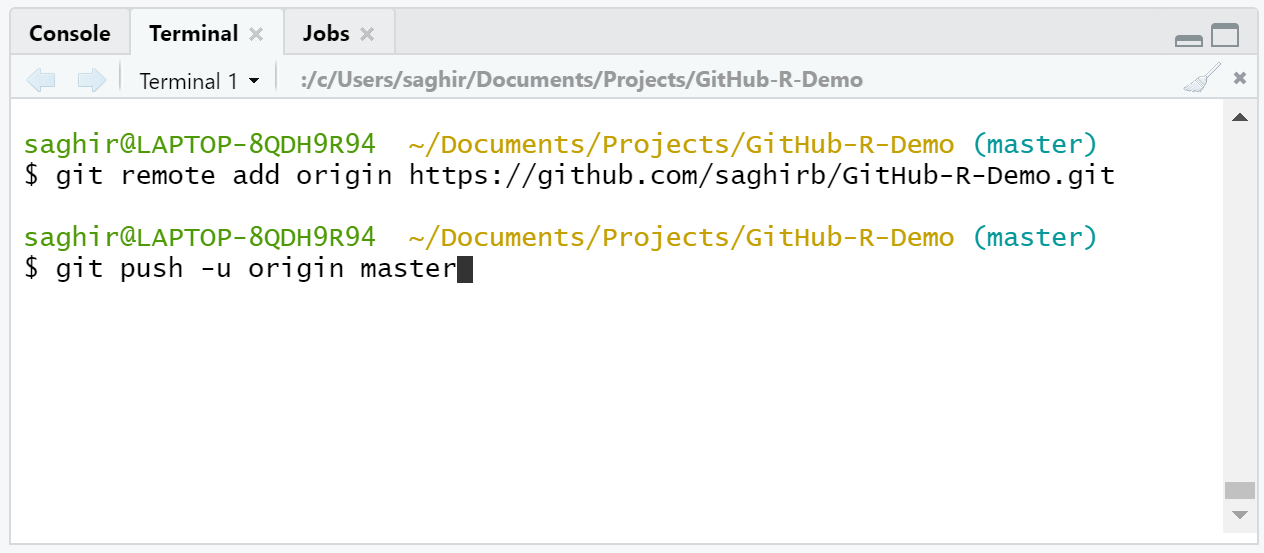 Console Terminal Jobs
Terminal 1 :/c/Users/saghir/Documents/Projects/GitHub-R-Demo
saghir@LAPTOP-8QDH9R94 ~/Documents/Projects/GitHub-R-Demo (master)
$ git remote add origin https://github.com/saghirb/GitHub-R-Demo.git
saghir@LAPTOP-8QDH9R94 ~/Documents/Projects/GitHub-R-Demo (master)
$ git push -u origin master